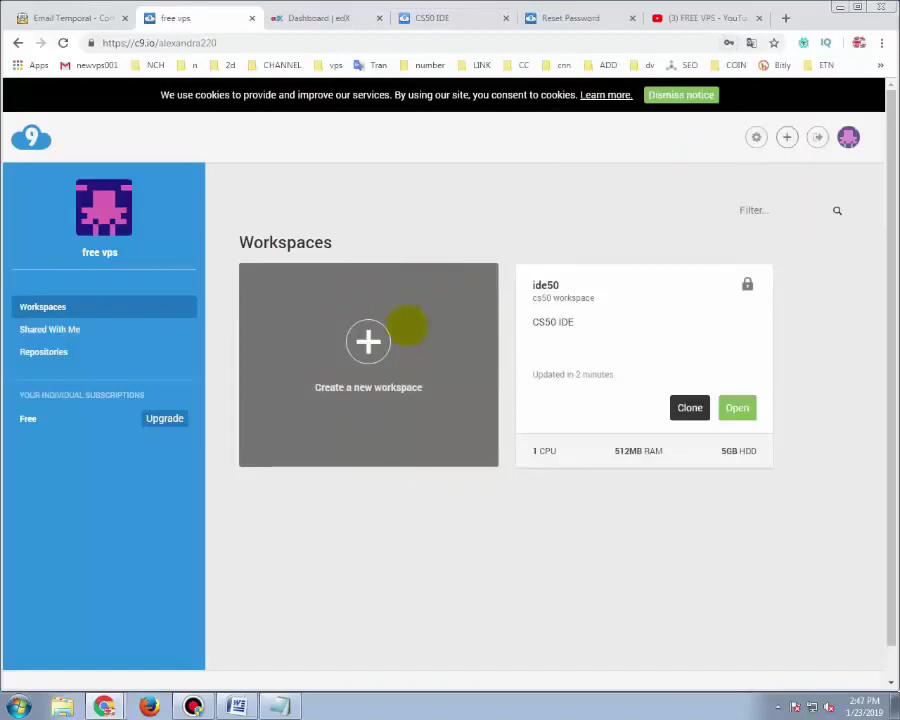 Email Temporal - Cor
free vps
Dashboard | edX
CS50 IDE
Reset Password
(3) FREE VPS - YouTu
https://c9.io/alexandra220
Apps
newvps001
NCH
n
2d
CHANNEL
vps
Tran
number
LINK
CC
cnn
ADD
dv
SEO
COIN
Bitly
ETN
»
We use cookies to provide and improve our services. By using our site, you consent to cookies. Learn more.
Dismiss notice
9
free vps
Workspaces
Shared With Me
Repositories
YOUR INDIVIDUAL SUBSCRIPTIONS
Free
Upgrade
Filter...
Workspaces
Create a new workspace
ide50
cs50 workspace
CS50 IDE
Updated in 2 minutes
Clone
Open
1 CPU
512MB RAM
5GB HDD
2:47 PM
1/23/2019